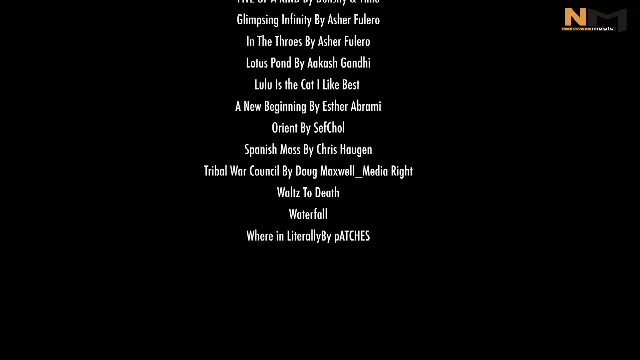 Glimpsing Infinity By Asher Fulero
In The Throes By Asher Fulero
Lotus Pond By Aakash Gandhi
Lulu Is the Cat I Like Best
A New Beginning By Esther Abrami
Orient By SefChol
Spanish Moss By Chris Haugen
Tribal War Council By Doug Maxwell_Media Right
Waltz To Death
Waterfall
Where in LiterallyBy pATCHES
NM